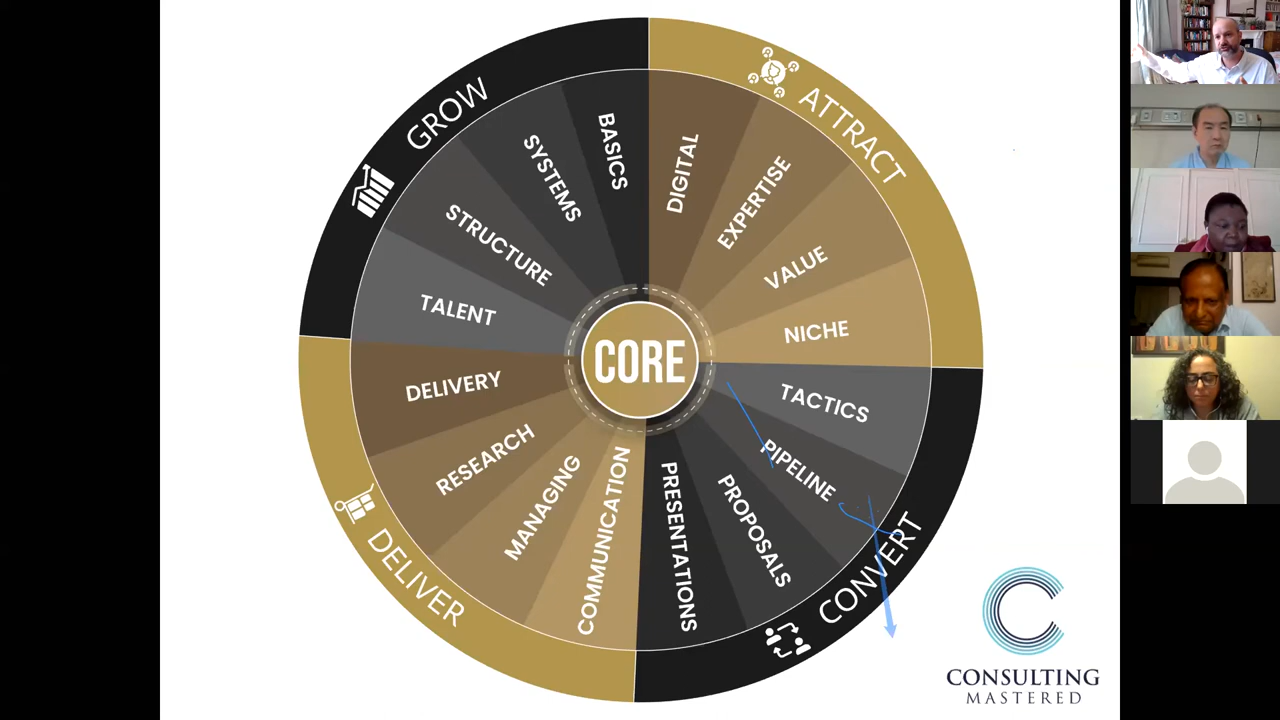 GROW
BASICS
SYSTEMS
STRUCTURE
TALENT
ATTRACT
DIGITAL
EXPERTISE
VALUE
NICHE
CORE
DELIVERY
RESEARCH
MANAGING
COMMUNICATION
DELIVER
TACTICS
PIPELINE
PROPOSALS
PRESENTATIONS
CONVERT
CONSULTING
MASTERED